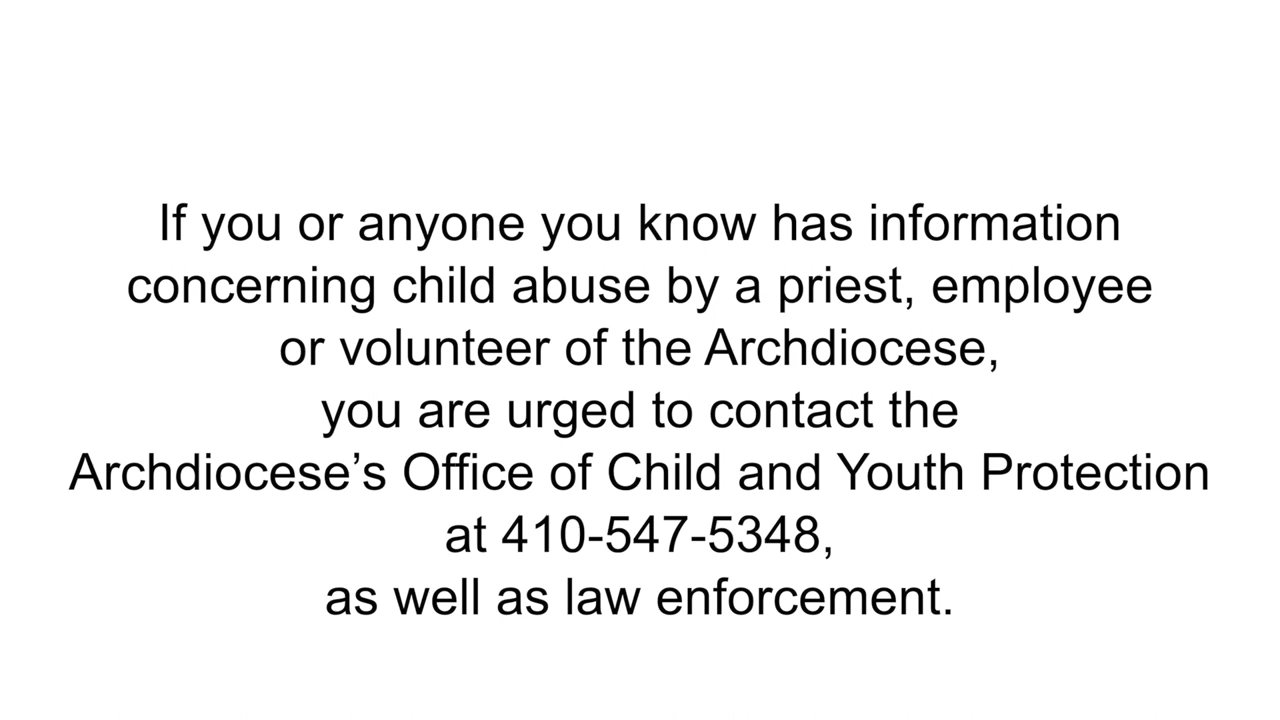 If you or anyone you know has information
concerning child abuse by a priest, employee
or volunteer of the Archdiocese,
you are urged to contact the
Archdiocese’s Office of Child and Youth Protection
at 410-547-5348,
as well as law enforcement.